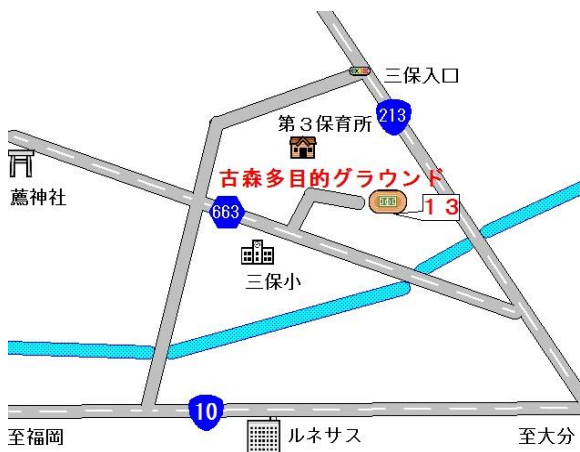 三保入口
213
第３保育所
古森多目的グラウンド
薦神社
663
１３
三保小
10
至福岡
ルネサス
至大分